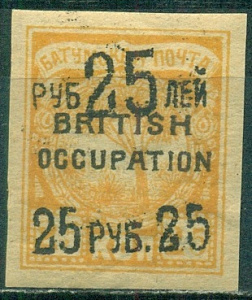 БАТУМСКАЯ ПОЧТА
РУБ 25 ЛЕЙ
BRITISH
OCCUPATION
25 РУБ. 25